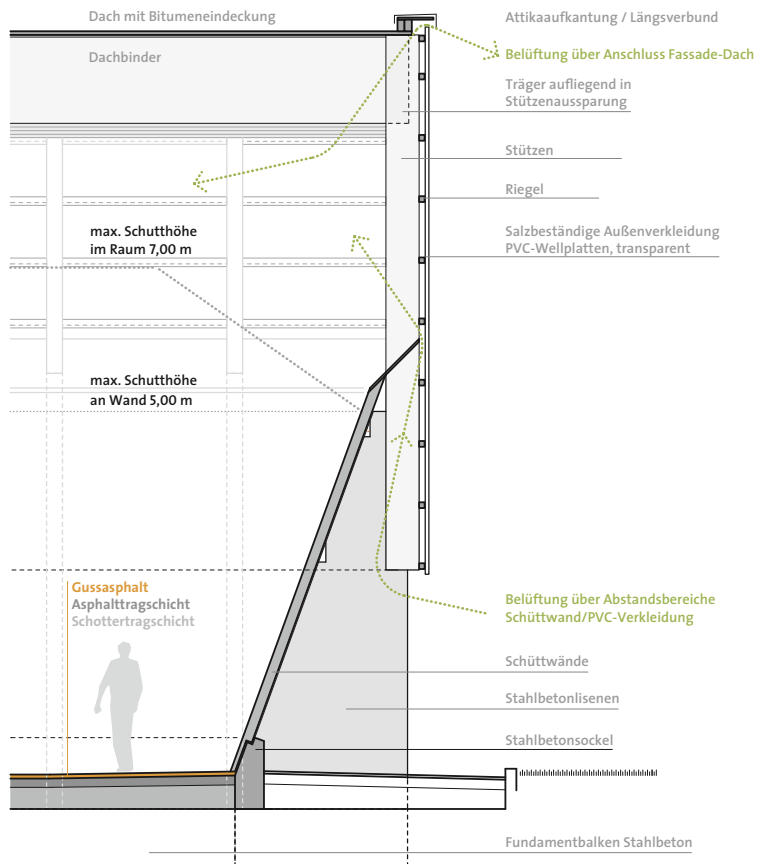 Dach mit Bitumeneindeckung
Attikaaufkantung / Längsverbund
Belüftung über Anschluss Fassade-Dach
Dachbinder
Träger aufliegend in
Stützenaussparung
Stützen
Riegel
max. Schutthöhe
im Raum 7,00 m
Salzbeständige Außenverkleidung
PVC-Wellplatten, transparent
max. Schutthöhe
an Wand 5,00 m
Gussasphalt
Asphalttragschicht
Schottertragschicht
Belüftung über Abstandsbereiche
Schüttwand/PVC-Verkleidung
Schüttwände
Stahlbetonlisenen
Stahlbetonsockel
Fundamentbalken Stahlbeton